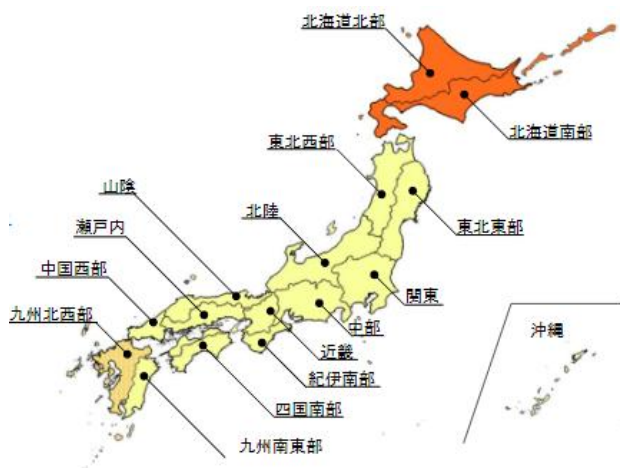 北海道北部
北海道南部
東北西部
山陰
北陸
東北東部
瀬戸内
中国西部
関東
九州北西部
中部
沖縄
近畿
紀伊南部
四国南部
九州南東部